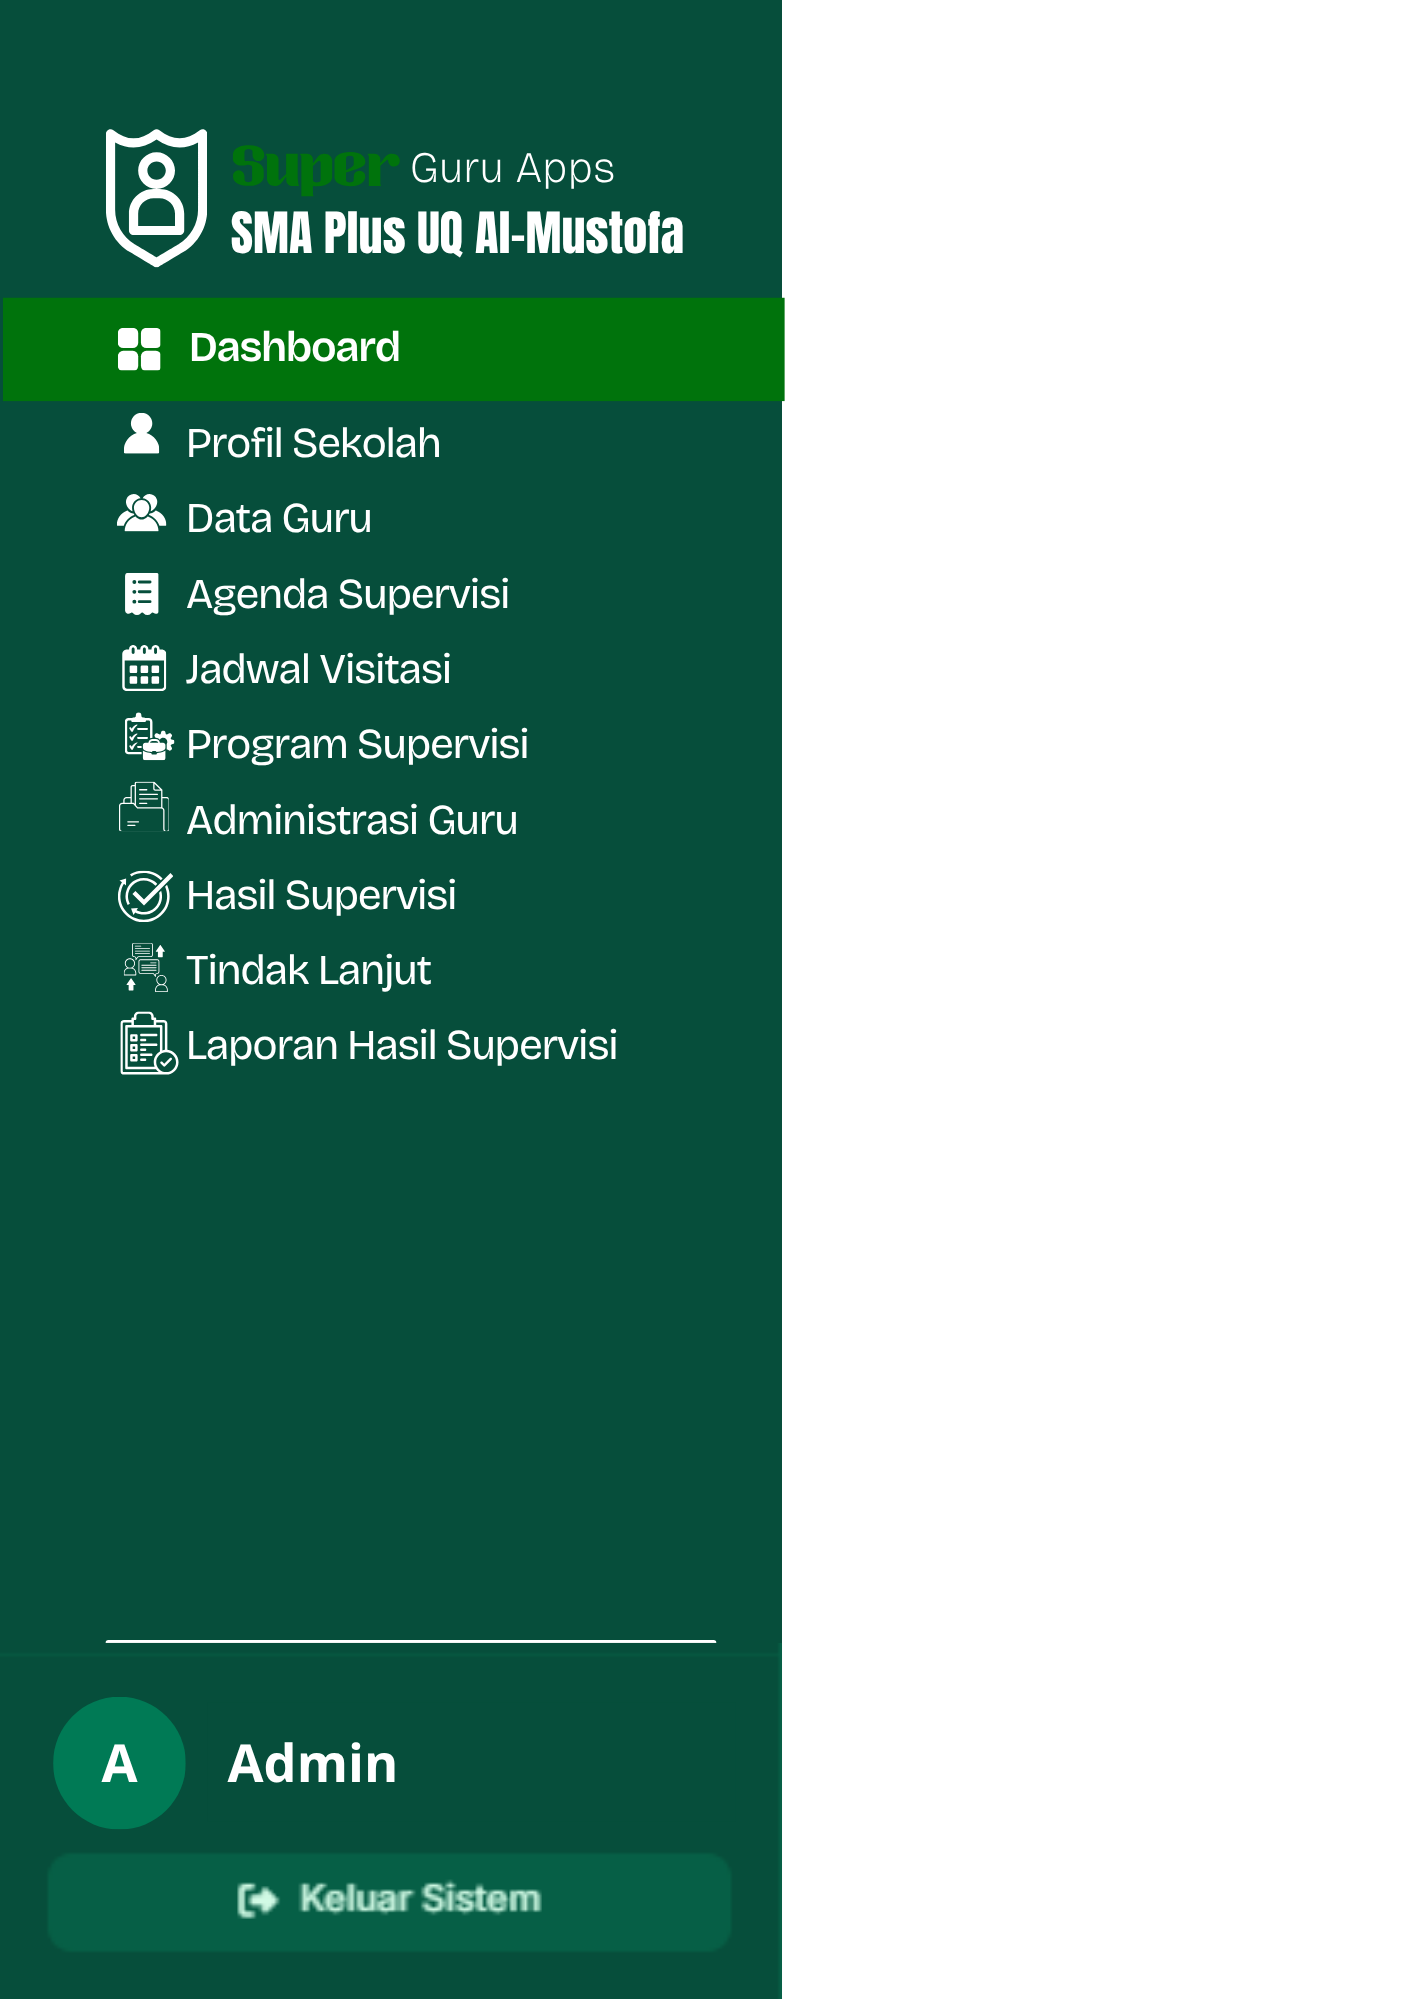 Super Guru Apps
SMA Plus UQ Al-Mustofa
Dashboard
Profil Sekolah
Data Guru
Agenda Supervisi
Jadwal Visitasi
Program Supervisi
Administrasi Guru
Hasil Supervisi
Tindak Lanjut
Laporan Hasil Supervisi
A Admin
Keluar Sistem